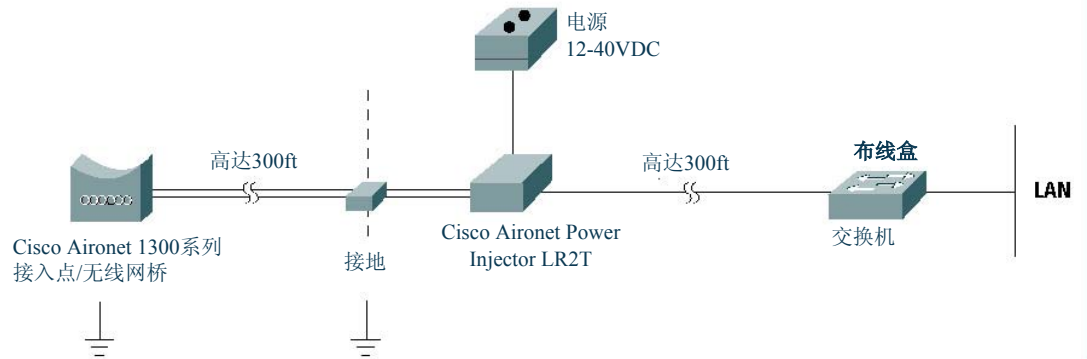 电源
12-40VDC
高达300ft
高达300ft
布线盒
LAN
Cisco Aironet 1300系列
接入点/无线网桥
接地
Cisco Aironet Power
Injector LR2T
交换机